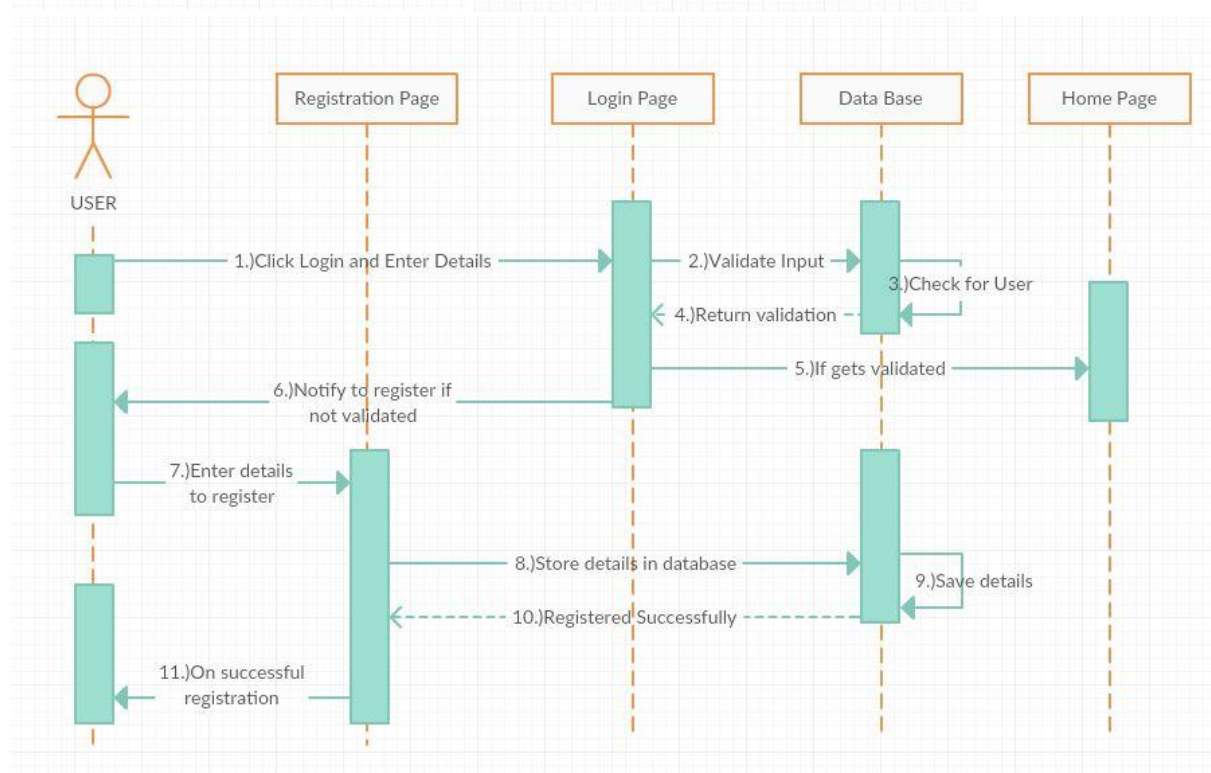 Registration Page
Login Page
Data Base
Home Page
USER
1.)Click Login and Enter Details
2.)Validate Input
3.)Check for User
4.)Return validation
5.)If gets validated
6.)Notify to register if
not validated
7.)Enter details
to register
8.)Store details in database
9.)Save details
10.)Registered Successfully
11.)On successful
registration